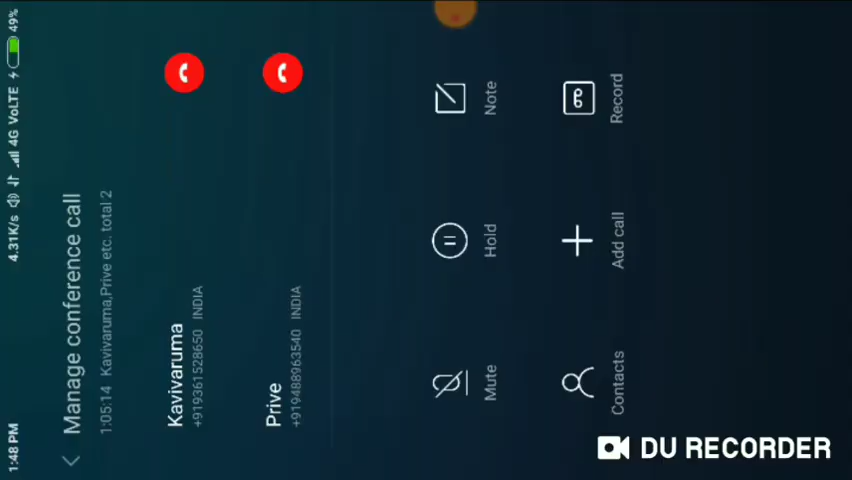 1:48 PM 4.31K/s 4G VoLTE 49%
Manage conference call
1:05:14 Kavivaruma,Prive etc. total 2
Kavivaruma
+919361528650 INDIA
Prive
+919488963540 INDIA
Mute Hold Note
Contacts Add call Record
DU RECORDER